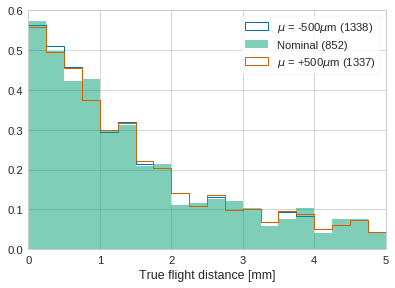 0.6
0.5
0.4
0.3
0.2
0.1
0.0
μ = -500μm (1338)
Nominal (852)
μ = +500μm (1337)
0 1 2 3 4 5
True flight distance [mm]